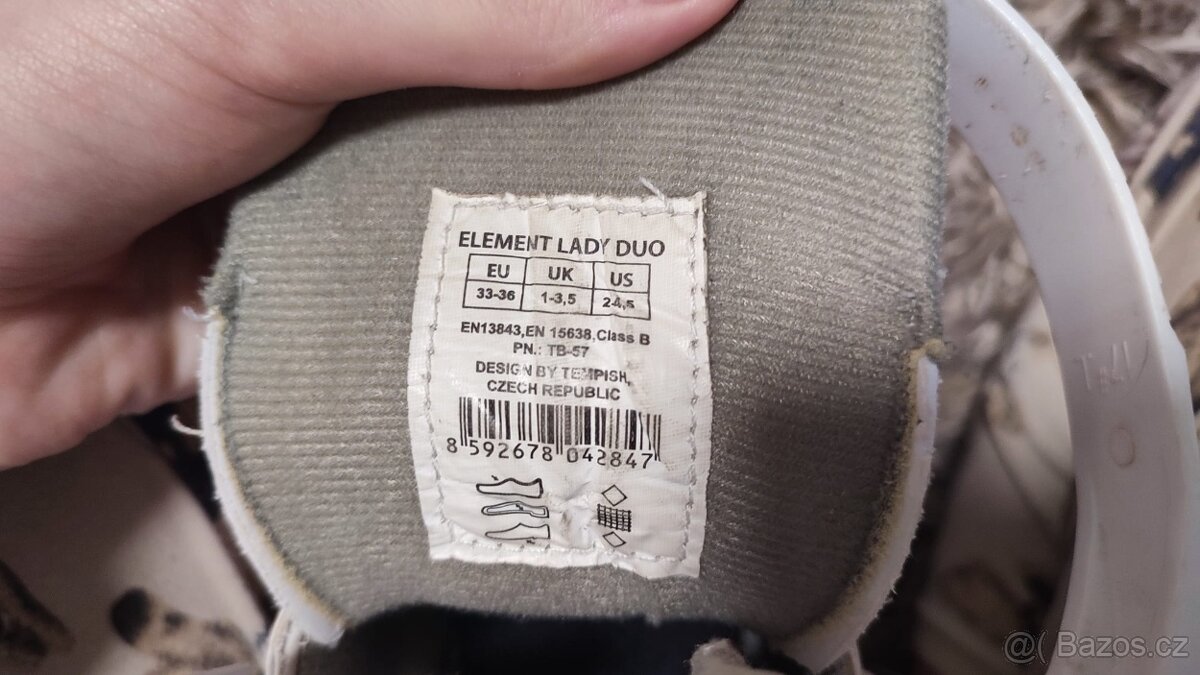 ELEMENT LADY DUO
EU UK US
33-36 1-3,5 2-4,5
EN13843,EN 15638,Class B
PN.: TB-57
DESIGN BY TEMPISH,
CZECH REPUBLIC
8 592678 042847
@( Bazos.cz